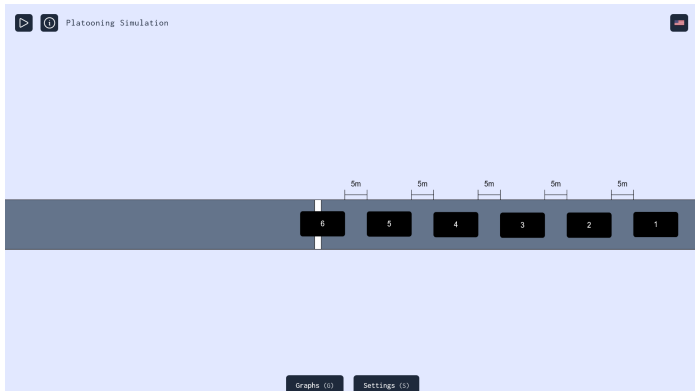 Platooning Simulation
5m 5m 5m 5m 5m
6 5 4 3 2 1
Graphs (G) Settings (S)